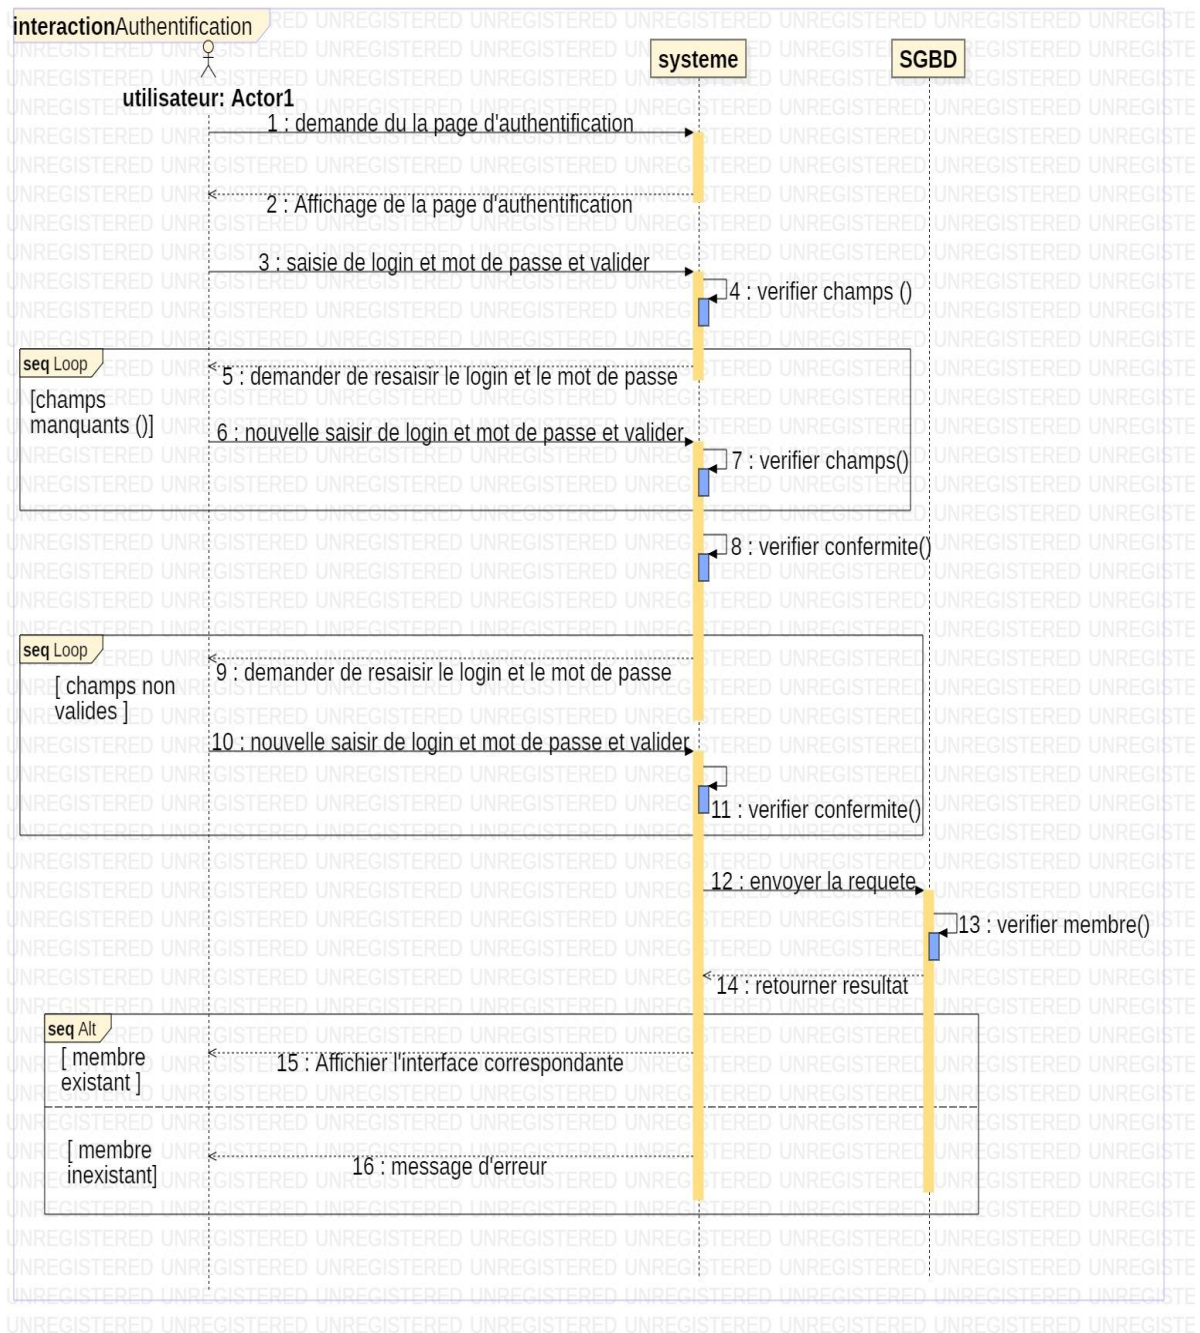 interactionAuthentification
systeme
SGBD
utilisateur: Actor1
1 : demande du la page d'authentification
2 : Affichage de la page d'authentification
3 : saisie de login et mot de passe et valider
4 : verifier champs ()
seq Loop
5 : demander de resaisir le login et le mot de passe
[champs
manquants ()]
6 : nouvelle saisir de login et mot de passe et valider
7 : verifier champs()
8 : verifier confermite()
seq Loop
9 : demander de resaisir le login et le mot de passe
[ champs non
valides ]
10 : nouvelle saisir de login et mot de passe et valider
11 : verifier confermite()
12 : envoyer la requete
13 : verifier membre()
14 : retourner resultat
seq Alt
[ membre
existant ]
15 : Affichier l'interface correspondante
[ membre
inexistant]
16 : message d'erreur
UNREGISTERED